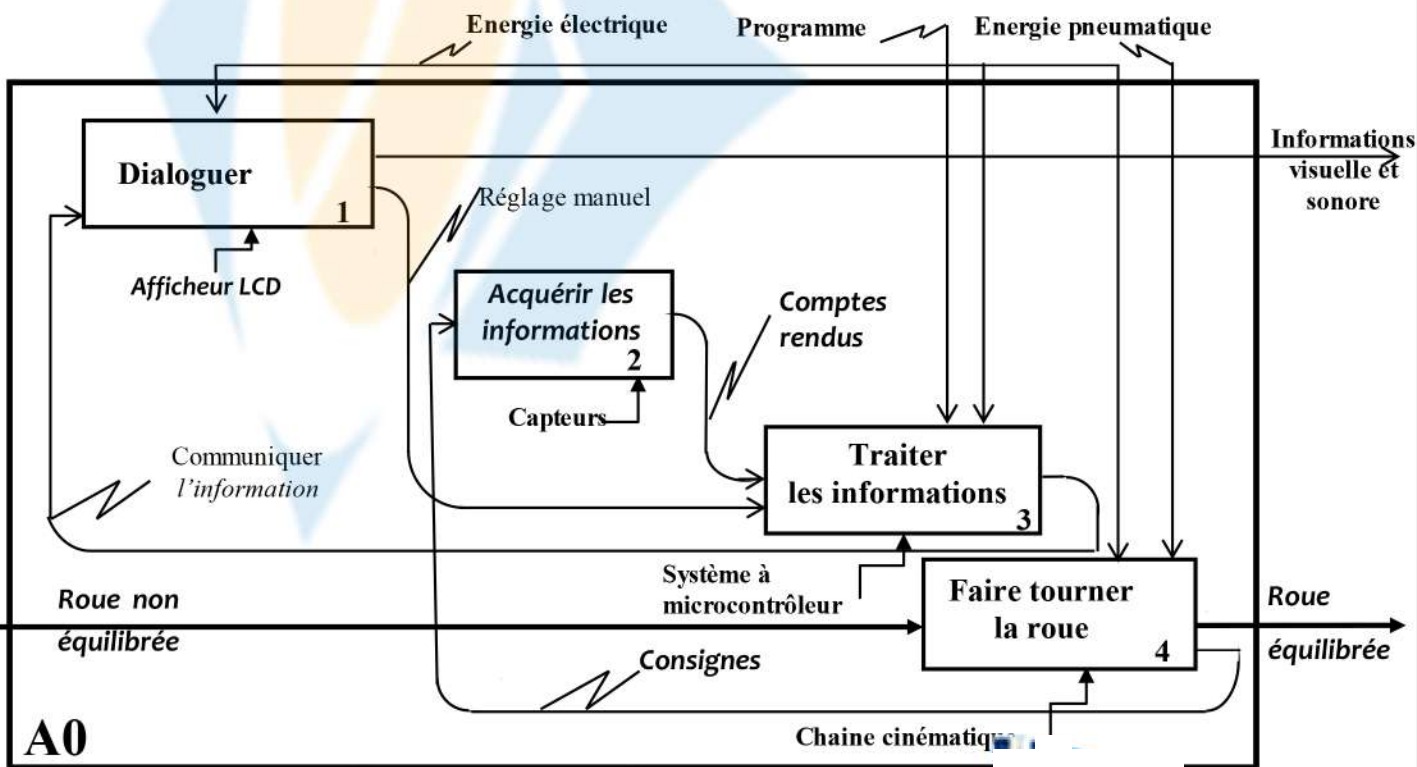 Energie électrique
Programme
Energie pneumatique
Dialoguer
1
Informations
visuelle et
sonore
Réglage manuel
Afficheur LCD
Acquérir les
informations
2
Comptes
rendus
Capteurs
Communiquer
l'information
Traiter
les informations
3
Système à
microcontrôleur
Roue non
équilibrée
Faire tourner
la roue
4
Roue
équilibrée
Consignes
Chaine cinématique
A0